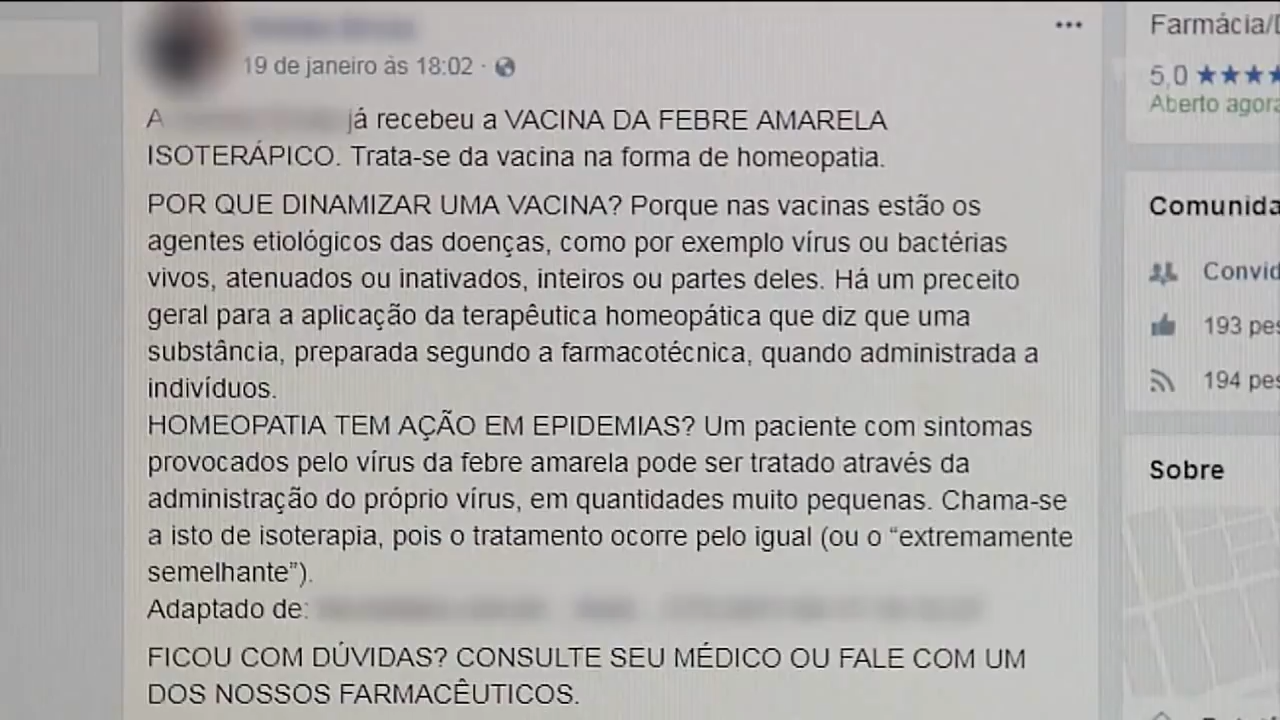 19 de janeiro às 18:02 ·
A já recebeu a VACINA DA FEBRE AMARELA
ISOTERÁPICO. Trata-se da vacina na forma de homeopatia.
POR QUE DINAMIZAR UMA VACINA? Porque nas vacinas estão os
agentes etiológicos das doenças, como por exemplo vírus ou bactérias
vivos, atenuados ou inativados, inteiros ou partes deles. Há um preceito
geral para a aplicação da terapêutica homeopática que diz que uma
substância, preparada segundo a farmacotécnica, quando administrada a
indivíduos.
HOMEOPATIA TEM AÇÃO EM EPIDEMIAS? Um paciente com sintomas
provocados pelo vírus da febre amarela pode ser tratado através da
administração do próprio vírus, em quantidades muito pequenas. Chama-se
a isto de isoterapia, pois o tratamento ocorre pelo igual (ou o “extremamente
semelhante”).
Adaptado de:
FICOU COM DÚVIDAS? CONSULTE SEU MÉDICO OU FALE COM UM
DOS NOSSOS FARMACÊUTICOS.
Farmácia/
5,0 ★★★★
Aberto agora
Comunida
Convid
193 pes
194 pes
Sobre